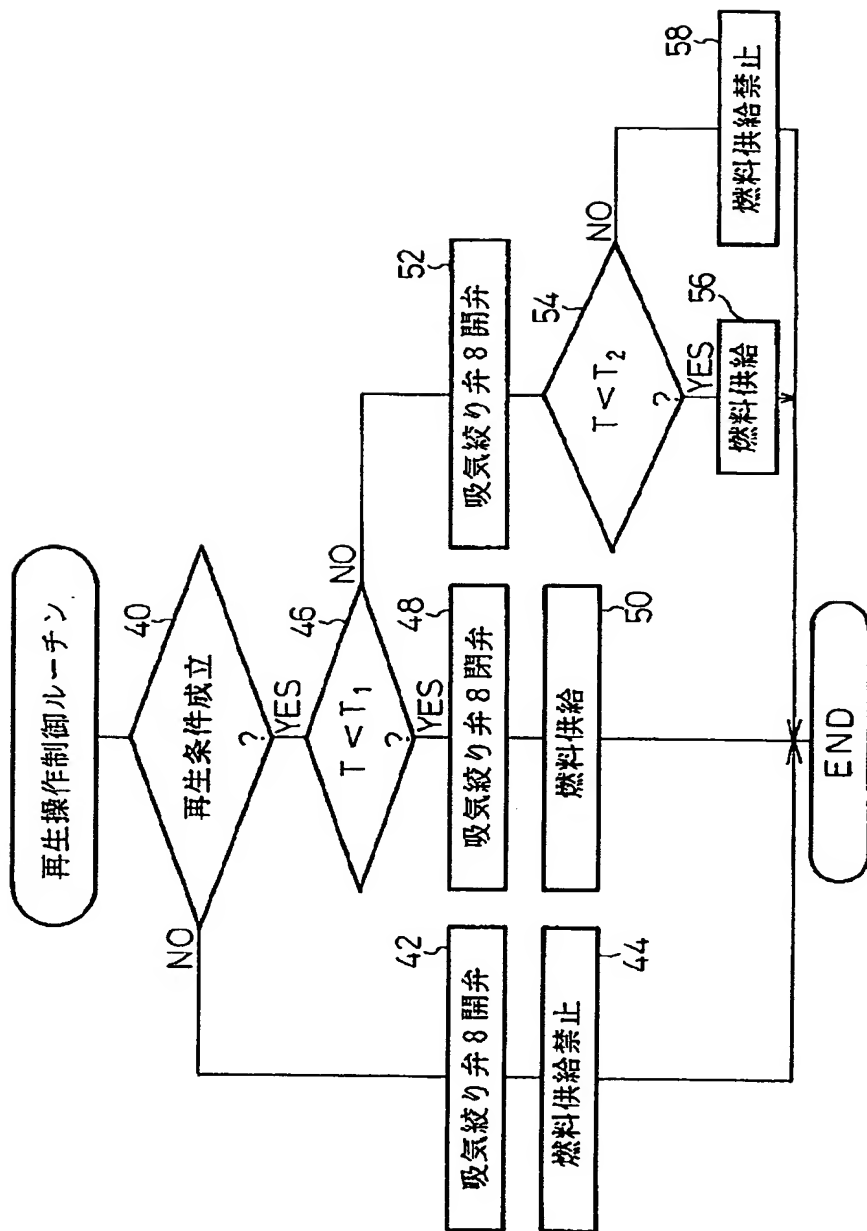 再生操作制御ルーチン
40
再生条件成立
?
NO
YES
46
T<T1
?
NO
YES
42
吸気絞り弁8開弁
48
吸気絞り弁8閉弁
52
吸気絞り弁8開弁
44
燃料供給禁止
50
燃料供給
54
T<T2
?
NO
YES
56
燃料供給
58
燃料供給禁止
END